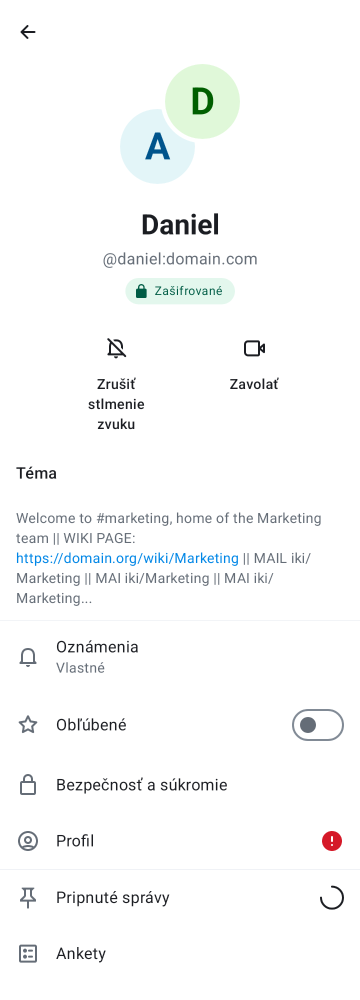 D
A
Daniel
@daniel:domain.com
Zašifrované
Zrušiť
stlmenie
zvuku
Zavolať
Téma
Welcome to #marketing, home of the Marketing
team || WIKI PAGE:
https://domain.org/wiki/Marketing || MAIL iki/
Marketing || MAI iki/Marketing || MAI iki/
Marketing...
Oznámenia
Vlastné
Obľúbené
Bezpečnosť a súkromie
Profil
Pripnuté správy
Ankety